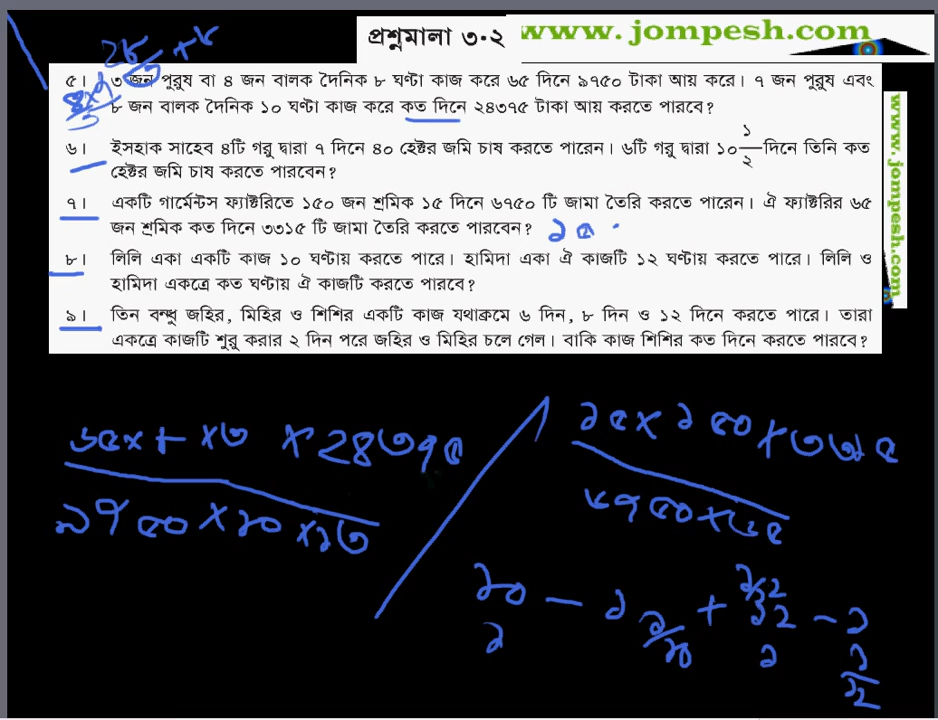 প্রশ্নমালা ৩·২ www.jompesh.com
৫। ৩ জন পুরুষ বা ৪ জন বালক দৈনিক ৮ ঘণ্টা কাজ করে ৬৫ দিনে ৯৭৫০ টাকা আয় করে। ৭ জন পুরুষ এবং
৮ জন বালক দৈনিক ১০ ঘণ্টা কাজ করে কত দিনে ২৪৩৭৫ টাকা আয় করতে পারবে?
৬। ইসহাক সাহেব ৪টি গরু দ্বারা ৭ দিনে ৪০ হেক্টর জমি চাষ করতে পারেন। ৬টি গরু দ্বারা ১০ ১/২ দিনে তিনি কত
হেক্টর জমি চাষ করতে পারবেন?
৭। একটি গার্মেন্টস ফ্যাক্টরিতে ১৫০ জন শ্রমিক ১৫ দিনে ৬৭৫০ টি জামা তৈরি করতে পারেন। ঐ ফ্যাক্টরির ৬৫
জন শ্রমিক কত দিনে ৩৩১৫ টি জামা তৈরি করতে পারবেন?
৮। লিলি একা একটি কাজ ১০ ঘণ্টায় করতে পারে। হামিদা একা ঐ কাজটি ১২ ঘণ্টায় করতে পারে। লিলি ও
হামিদা একত্রে কত ঘণ্টায় ঐ কাজটি করতে পারবে?
৯। তিন বন্ধু জহির, মিহির ও শিশির একটি কাজ যথাক্রমে ৬ দিন, ৮ দিন ও ১২ দিনে করতে পারে। তারা
একত্রে কাজটি শুরু করার ২ দিন পরে জহির ও মিহির চলে গেল। বাকি কাজ শিশির কত দিনে করতে পারবে?
www.jompesh.com